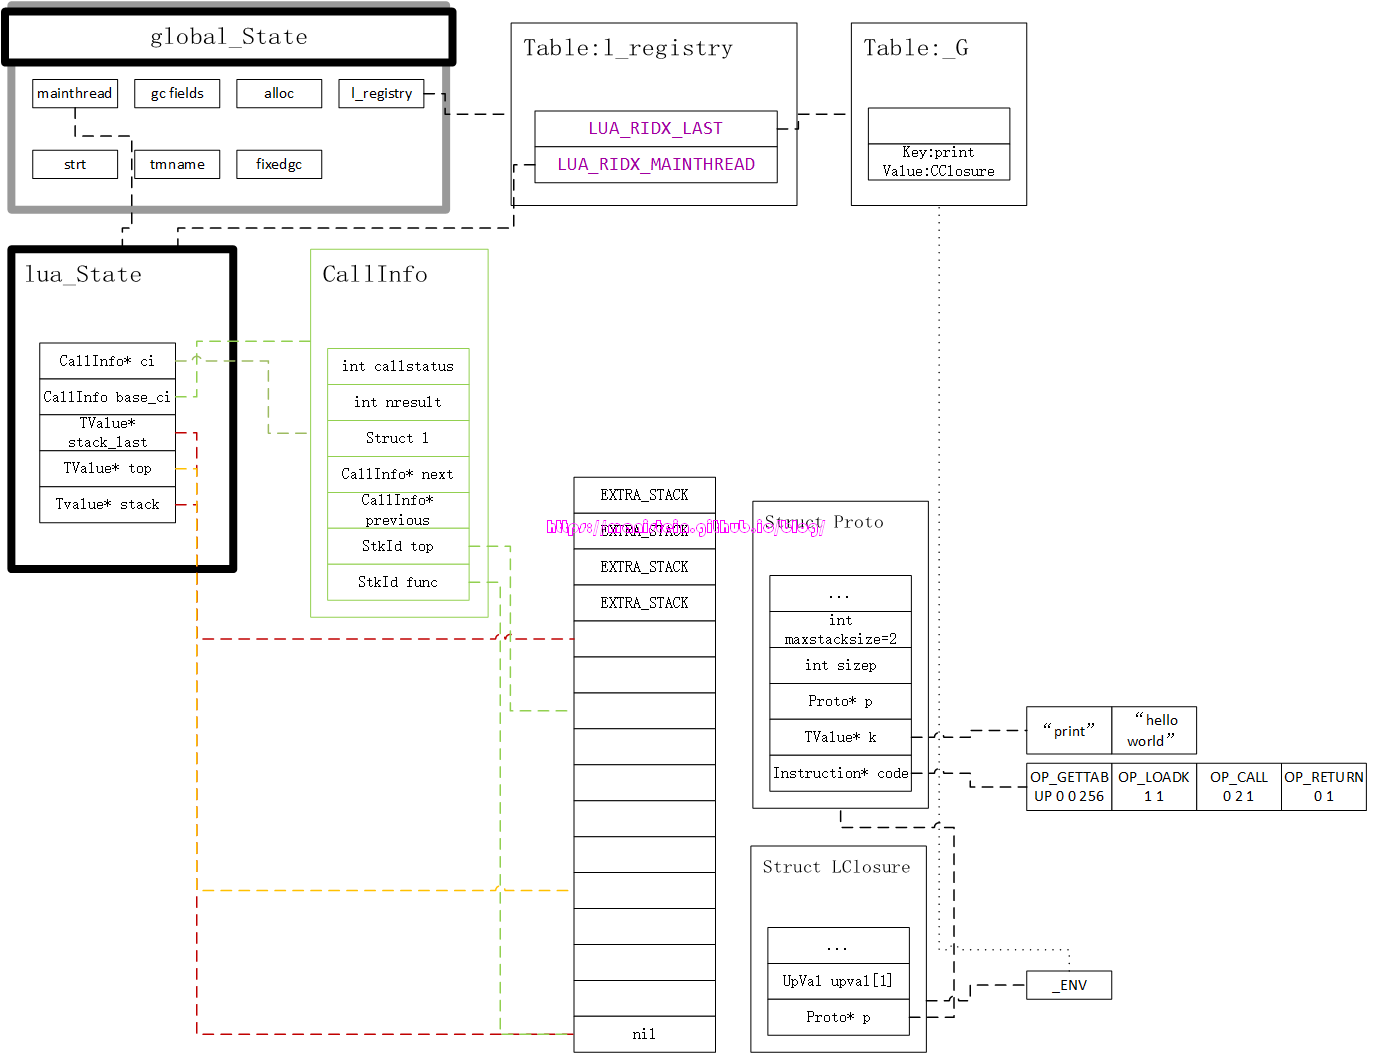 global_State
mainthread
gc fields
alloc
l_registry
strt
tmname
fixedgc
Table:l_registry
LUA_RIDX_LAST
LUA_RIDX_MAINTHREAD
Table:_G
Key:print
Value:CClosure
lua_State
CallInfo* ci
CallInfo base_ci
TValue*
stack_last
TValue* top
Tvalue* stack
CallInfo
int callstatus
int nresult
Struct 1
CallInfo* next
CallInfo*
previous
StkId top
StkId func
EXTRA_STACK
EXTRA_STACK
EXTRA_STACK
EXTRA_STACK
nil
Struct Proto
...
int
maxstacksize=2
int sizep
Proto* p
TValue* k
Instruction* code
“print”
“hello
world”
OP_GETTAB
UP 0 0 256
OP_LOADK
1 1
OP_CALL
0 2 1
OP_RETURN
0 1
Struct LClosure
...
UpVal upval[1]
Proto* p
_ENV